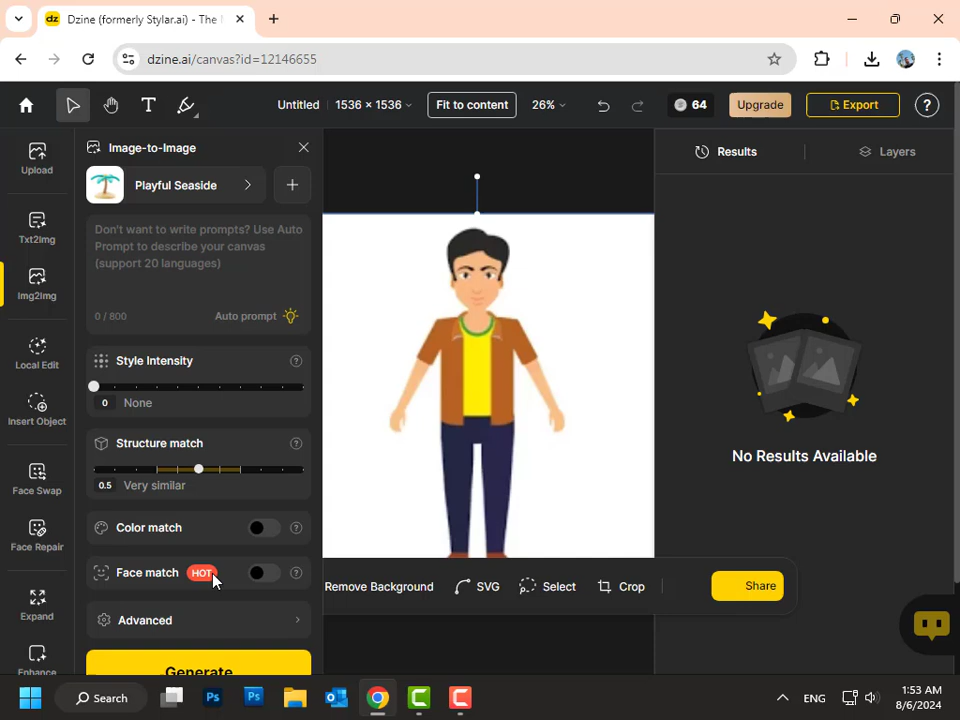 dz Dzine (formerly Stylar.ai) - The
dzine.ai/canvas?id=12146655
Untitled 1536 × 1536 Fit to content 26% 64 Upgrade Export ?
Upload
Txt2Img
Img2Img
Local Edit
Insert Object
Face Swap
Face Repair
Expand
Enhance
Image-to-Image
Playful Seaside
Don't want to write prompts? Use Auto
Prompt to describe your canvas
(support 20 languages)
0 / 800 Auto prompt
Style Intensity ?
0 None
Structure match ?
0.5 Very similar
Color match ?
Face match HOT ?
Advanced
Generate
Remove Background SVG Select Crop Share
Results Layers
No Results Available
Search Ps Ps ENG 1:53 AM
8/6/2024